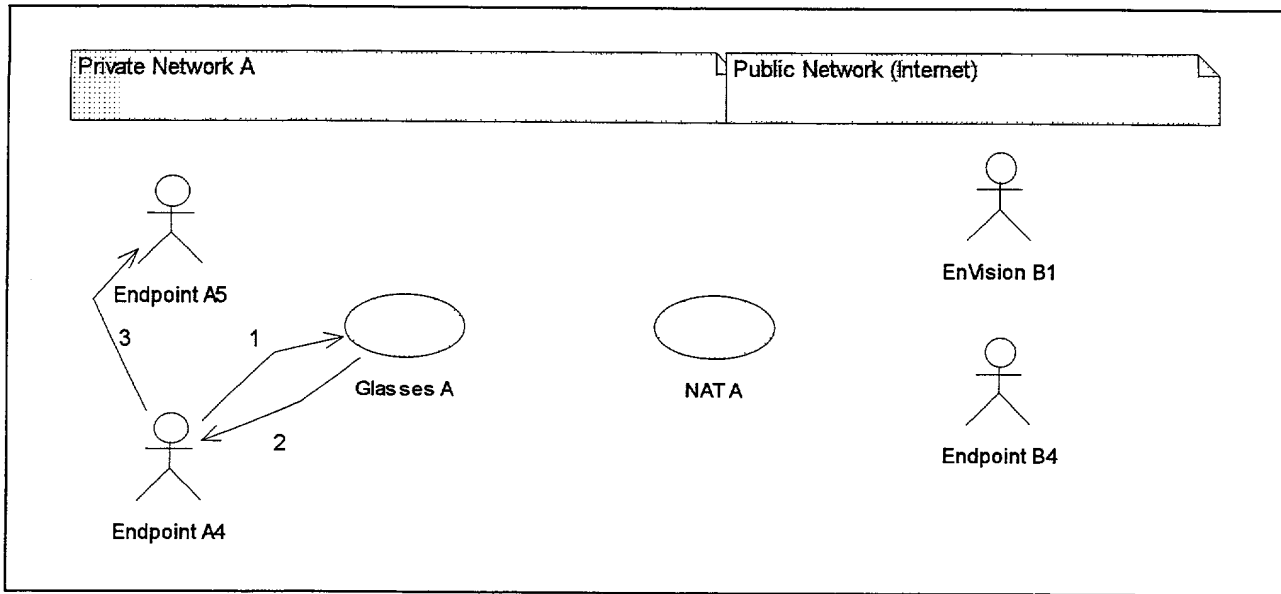 Private Network A
Public Network (Internet)
Endpoint A5
EnVision B1
3
1
Glasses A
NAT A
2
Endpoint B4
Endpoint A4